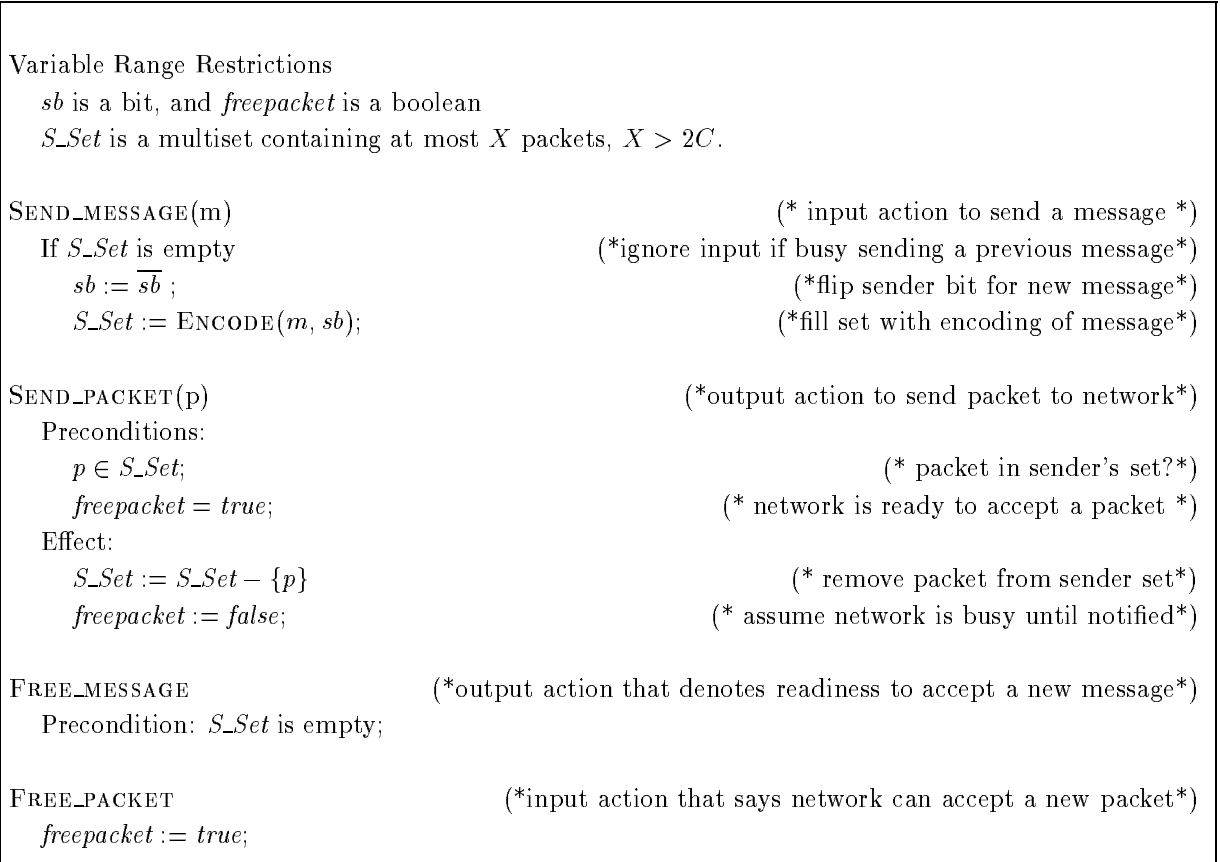 Variable Range Restrictions
sb is a bit, and freepacket is a boolean
S_Set is a multiset containing at most X packets, X > 2C.
SEND_MESSAGE(m) (* input action to send a message *)
If S_Set is empty (*ignore input if busy sending a previous message*)
sb := s̅b̅ ; (*flip sender bit for new message*)
S_Set := ENCODE(m, sb); (*fill set with encoding of message*)
SEND_PACKET(p) (*output action to send packet to network*)
Preconditions:
p ∈ S_Set; (* packet in sender's set?*)
freepacket = true; (* network is ready to accept a packet *)
Effect:
S_Set := S_Set − {p} (* remove packet from sender set*)
freepacket := false; (* assume network is busy until notified*)
FREE_MESSAGE (*output action that denotes readiness to accept a new message*)
Precondition: S_Set is empty;
FREE_PACKET (*input action that says network can accept a new packet*)
freepacket := true;